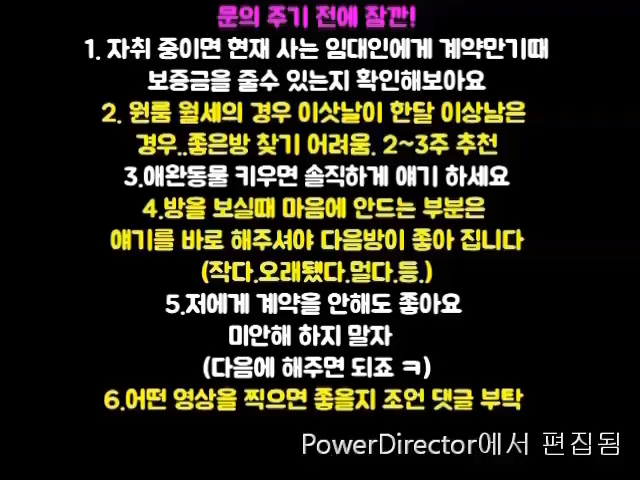 문의 주기 전에 잠깐!
1. 자취 중이면 현재 사는 임대인에게 계약만기때
보증금을 줄수 있는지 확인해보아요
2. 원룸 월세의 경우 이삿날이 한달 이상남은
경우..좋은방 찾기 어려움. 2~3주 추천
3.애완동물 키우면 솔직하게 얘기 하세요
4.방을 보실때 마음에 안드는 부분은
얘기를 바로 해주셔야 다음방이 좋아 집니다
(작다.오래됐다.멀다.등.)
5.저에게 계약을 안해도 좋아요
미안해 하지 말자
(다음에 해주면 되죠 ㅋ)
6.어떤 영상을 찍으면 좋을지 조언 댓글 부탁
PowerDirector에서 편집됨